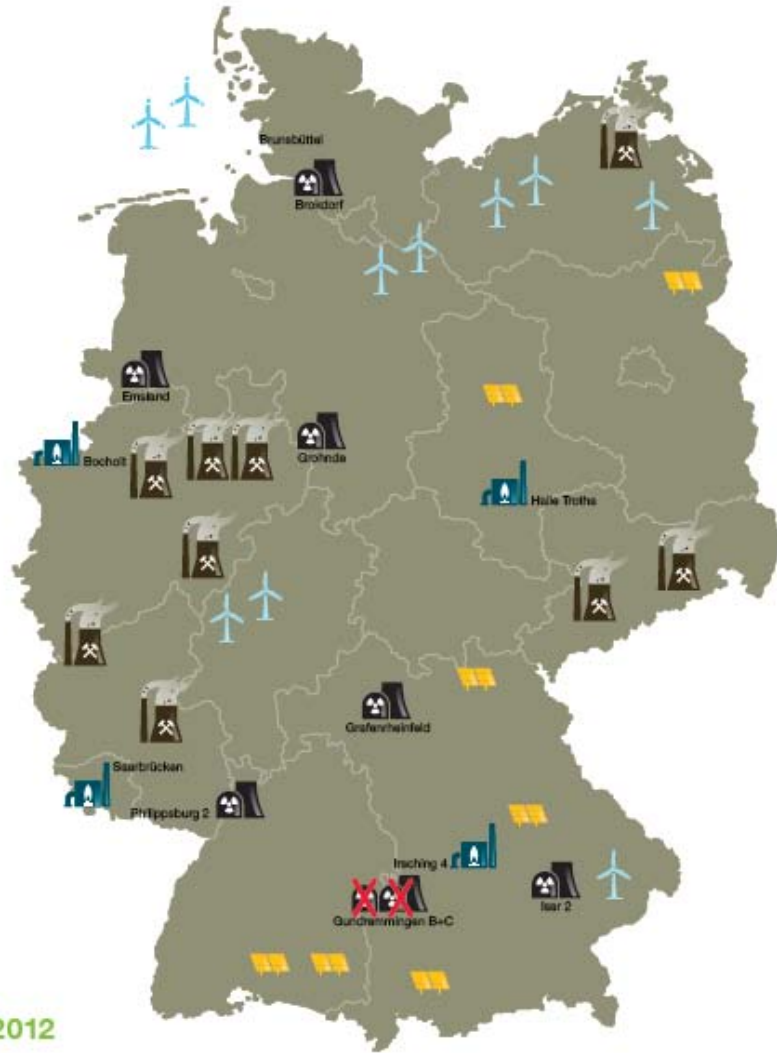 Brunsbüttel
Brokdorf
Emsland
Bocholt
Grohnde
Halle Trotha
Grafenrheinfeld
Saarbrücken
Philippsburg 2
Irsching 4
Isar 2
Gundremmingen B+C
2012